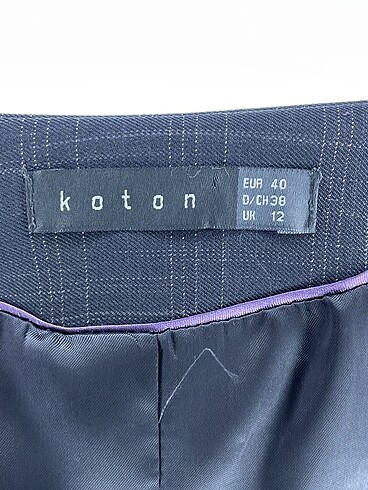 koton
EUR 40
D/CH38
UK 12